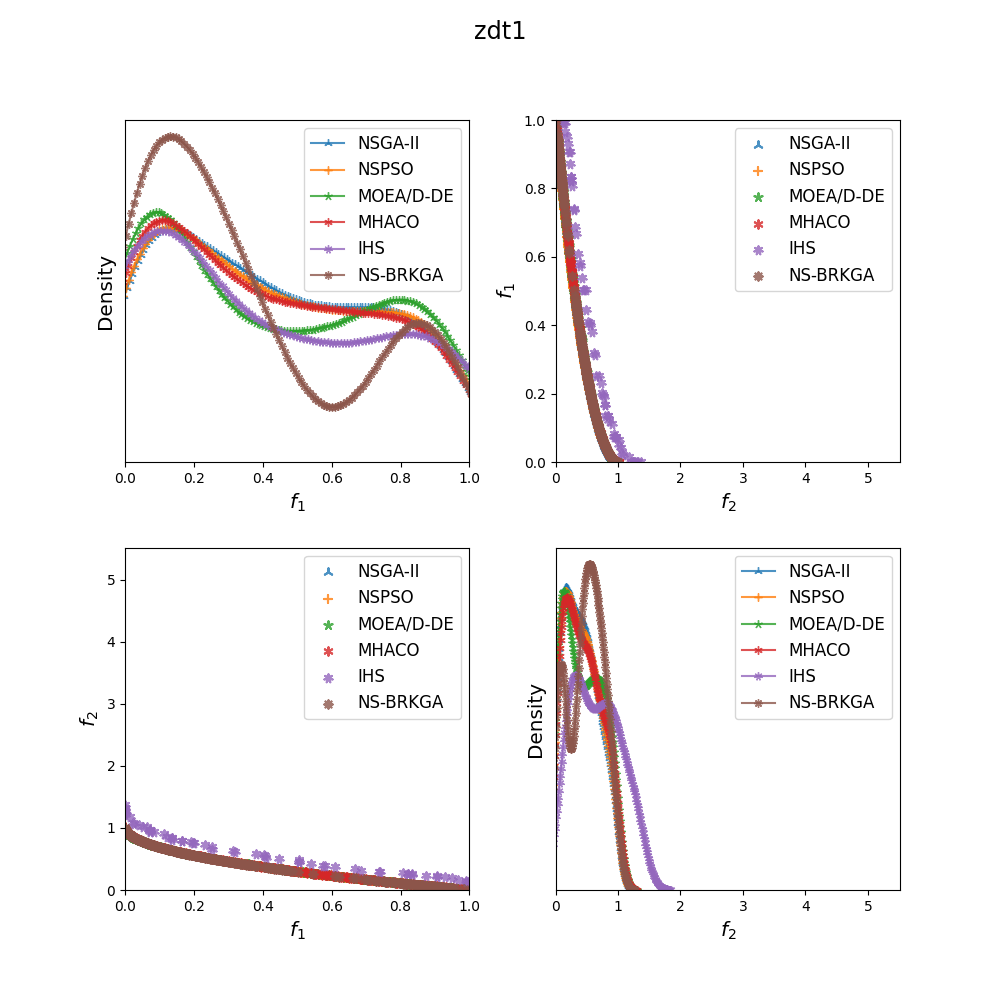 zdt1
Density
NSGA-II
NSPSO
MOEA/D-DE
MHACO
IHS
NS-BRKGA
0.0 0.2 0.4 0.6 0.8 1.0
f₁
f₁
1.0
0.8
0.6
0.4
0.2
0.0
NSGA-II
NSPSO
MOEA/D-DE
MHACO
IHS
NS-BRKGA
0 1 2 3 4 5
f₂
f₂
5
4
3
2
1
0
NSGA-II
NSPSO
MOEA/D-DE
MHACO
IHS
NS-BRKGA
0.0 0.2 0.4 0.6 0.8 1.0
f₁
Density
NSGA-II
NSPSO
MOEA/D-DE
MHACO
IHS
NS-BRKGA
0 1 2 3 4 5
f₂